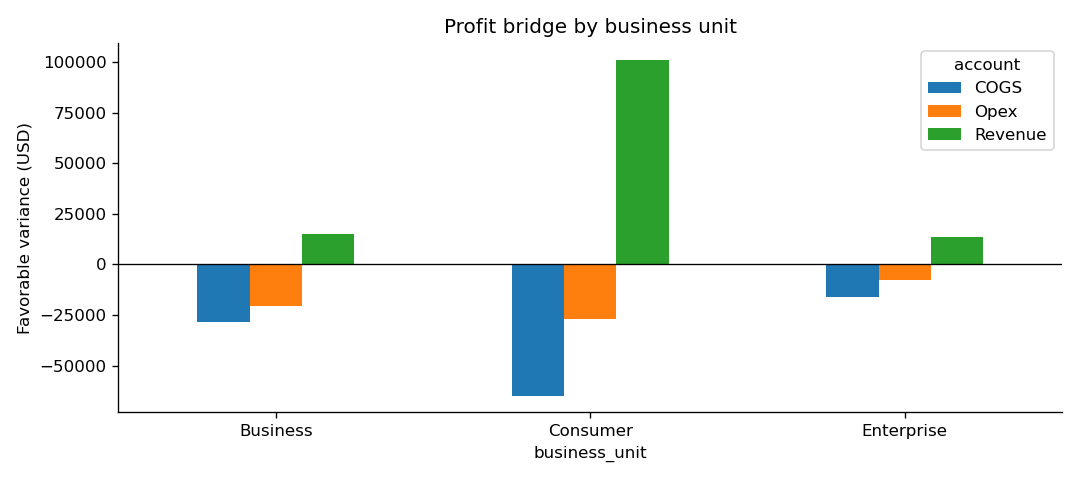 Profit bridge by business unit
account
COGS
Opex
Revenue
Favorable variance (USD)
100000
75000
50000
25000
0
−25000
−50000
Business
Consumer
Enterprise
business_unit